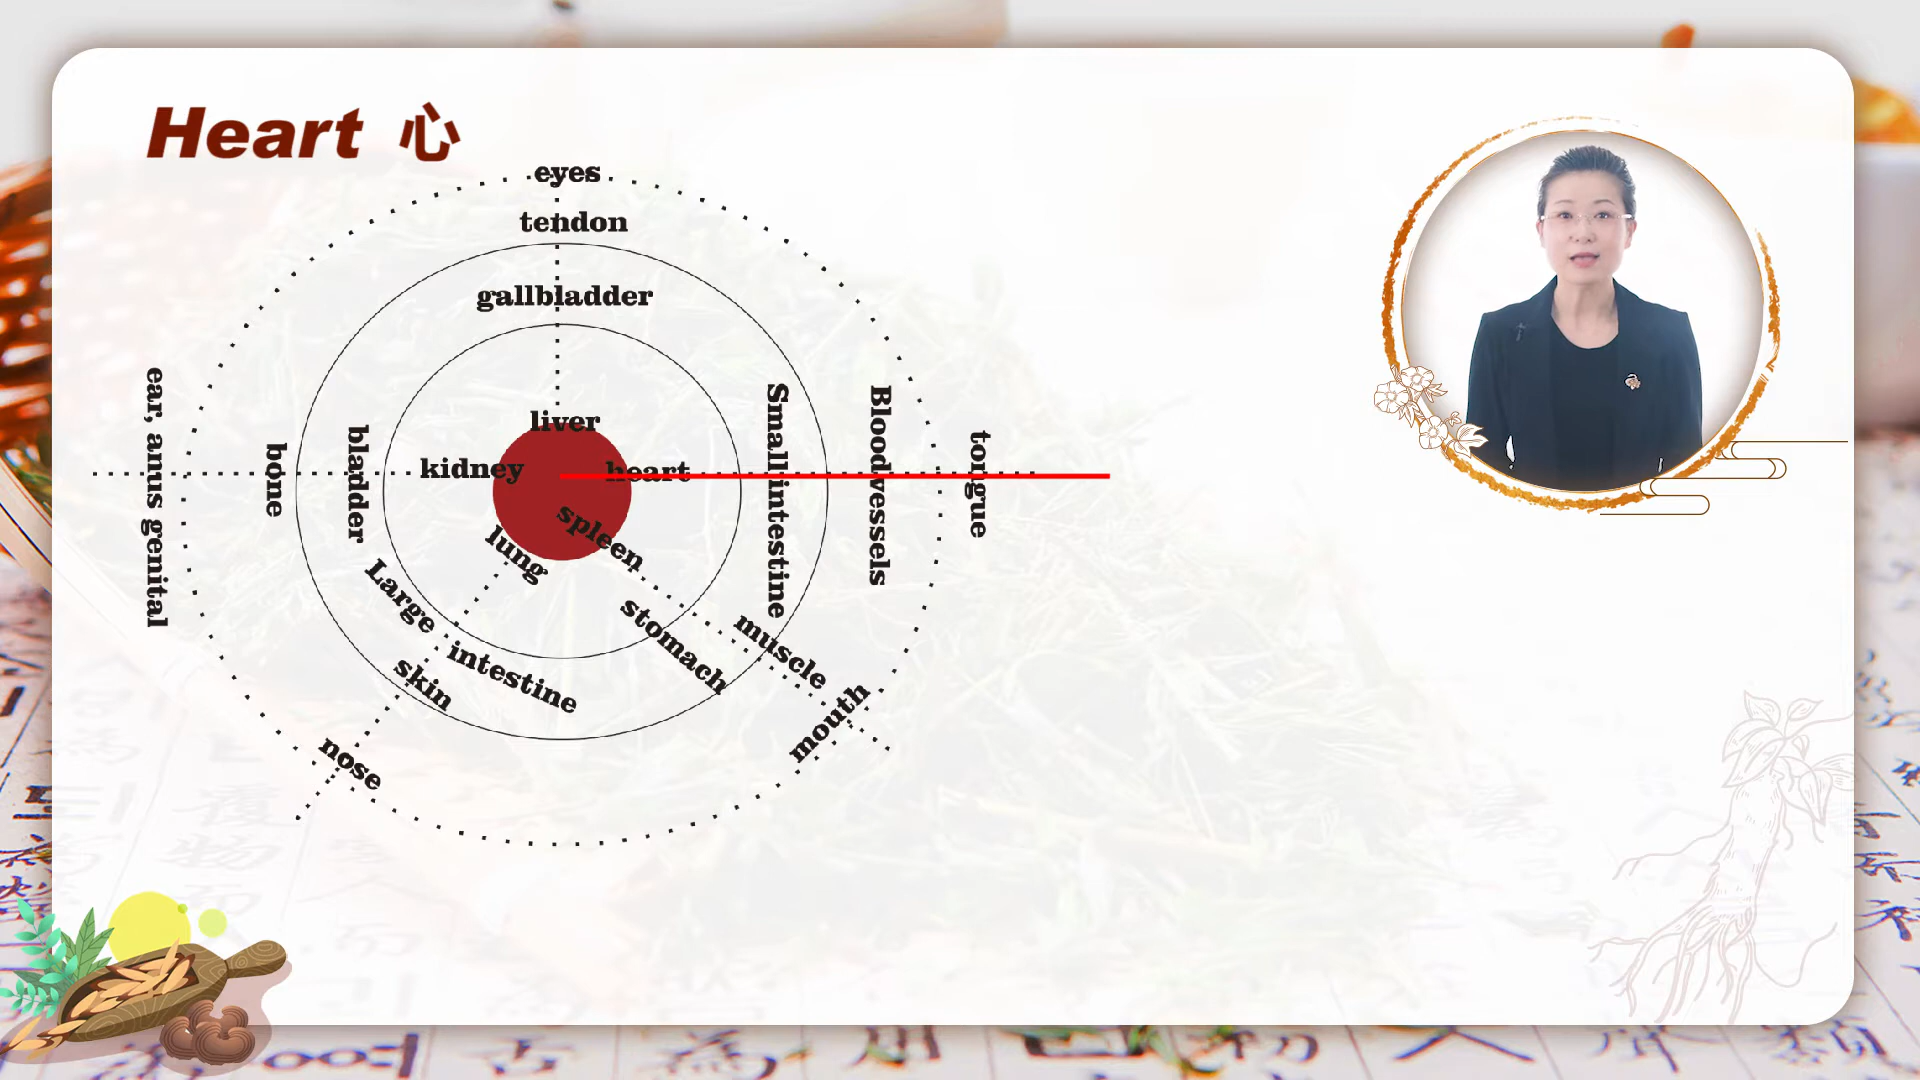 Heart 心
eyes
tendon
gallbladder
liver
kidney
heart
spleen
lung
bladder
bone
ear, anus genital
Small intestine
Blood vessels
tongue
Large intestine
skin
nose
stomach
muscle
mouth